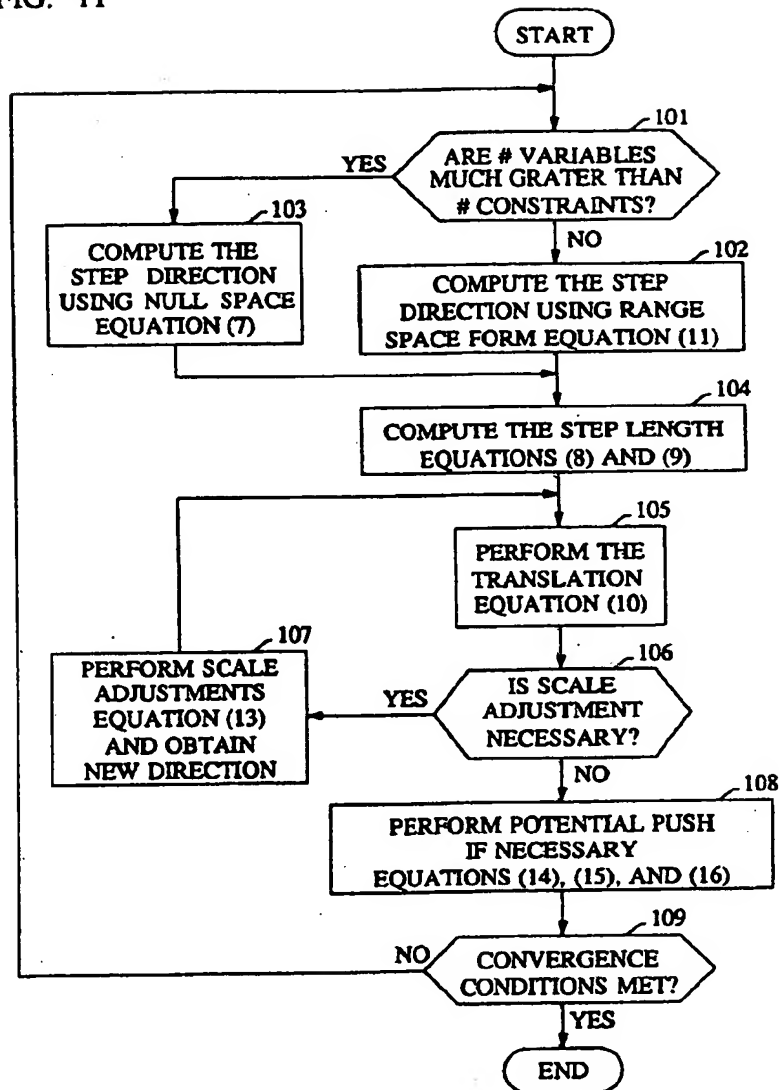 START
101
ARE # VARIABLES
MUCH GRATER THAN
# CONSTRAINTS?
YES
NO
103
COMPUTE THE
STEP DIRECTION
USING NULL SPACE
EQUATION (7)
102
COMPUTE THE STEP
DIRECTION USING RANGE
SPACE FORM EQUATION (11)
104
COMPUTE THE STEP LENGTH
EQUATIONS (8) AND (9)
105
PERFORM THE
TRANSLATION
EQUATION (10)
107
PERFORM SCALE
ADJUSTMENTS
EQUATION (13)
AND OBTAIN
NEW DIRECTION
106
IS SCALE
ADJUSTMENT
NECESSARY?
YES
NO
108
PERFORM POTENTIAL PUSH
IF NECESSARY
EQUATIONS (14), (15), AND (16)
109
CONVERGENCE
CONDITIONS MET?
NO
YES
END